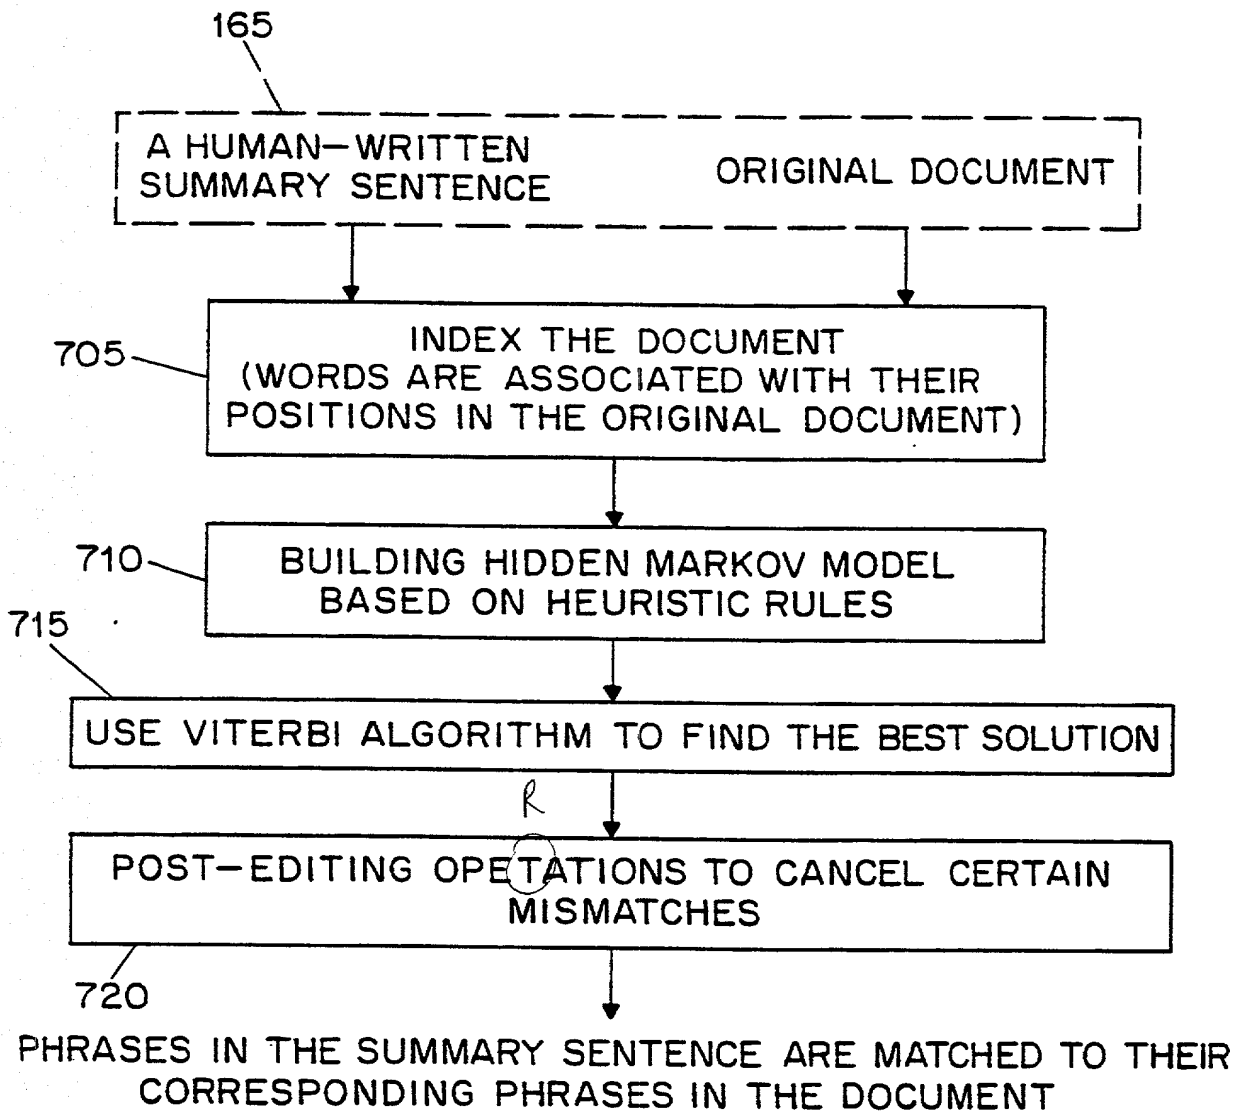 165
A HUMAN-WRITTEN
SUMMARY SENTENCE
ORIGINAL DOCUMENT
705
INDEX THE DOCUMENT
(WORDS ARE ASSOCIATED WITH THEIR
POSITIONS IN THE ORIGINAL DOCUMENT)
710
BUILDING HIDDEN MARKOV MODEL
BASED ON HEURISTIC RULES
715
USE VITERBI ALGORITHM TO FIND THE BEST SOLUTION
R
POST-EDITING OPETATIONS TO CANCEL CERTAIN
MISMATCHES
720
PHRASES IN THE SUMMARY SENTENCE ARE MATCHED TO THEIR
CORRESPONDING PHRASES IN THE DOCUMENT